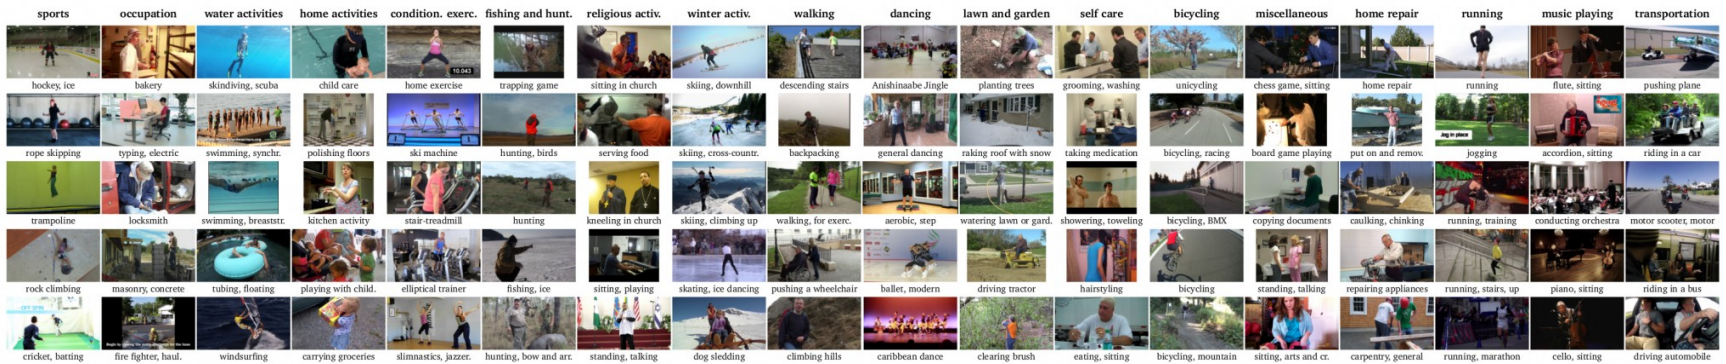 sports occupation water activities home activities condition. exerc. fishing and hunt. religious activ. winter activ. walking dancing lawn and garden self care bicycling miscellaneous home repair running music playing transportation
10.043
hockey, ice bakery skindiving, scuba child care home exercise trapping game sitting in church skiing, downhill descending stairs Anishinaabe Jingle planting trees grooming, washing unicycling chess game, sitting home repair running flute, sitting pushing plane
Jog in place
rope skipping typing, electric swimming, synchr. polishing floors ski machine hunting, birds serving food skiing, cross-countr. backpacking general dancing raking roof with snow taking medication bicycling, racing board game playing put on and remov. jogging accordion, sitting riding in a car
trampoline locksmith swimming, breaststr. kitchen activity stair-treadmill hunting kneeling in church skiing, climbing up walking, for exerc. aerobic, step watering lawn or gard. showering, toweling bicycling, BMX copying documents caulking, chinking running, training conducting orchestra motor scooter, motor
rock climbing masonry, concrete tubing, floating playing with child. elliptical trainer fishing, ice sitting, playing skating, ice dancing pushing a wheelchair ballet, modern driving tractor hairstyling bicycling standing, talking repairing appliances running, stairs, up piano, sitting riding in a bus
cricket, batting fire fighter, haul. windsurfing carrying groceries slimnastics, jazzer. hunting, bow and arr. standing, talking dog sledding climbing hills caribbean dance clearing brush eating, sitting bicycling, mountain sitting, arts and cr. carpentry, general running, marathon cello, sitting driving automobile